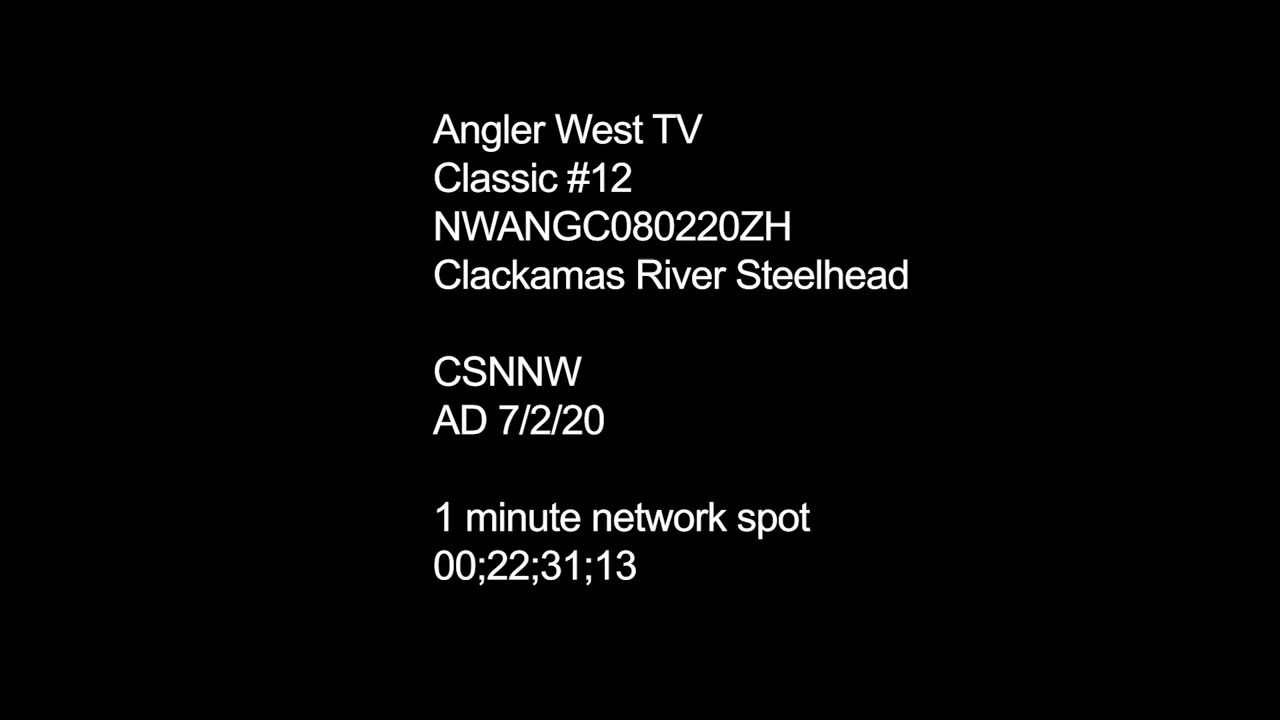 Angler West TV
Classic #12
NWANGC080220ZH
Clackamas River Steelhead
CSNNW
AD 7/2/20
1 minute network spot
00;22;31;13